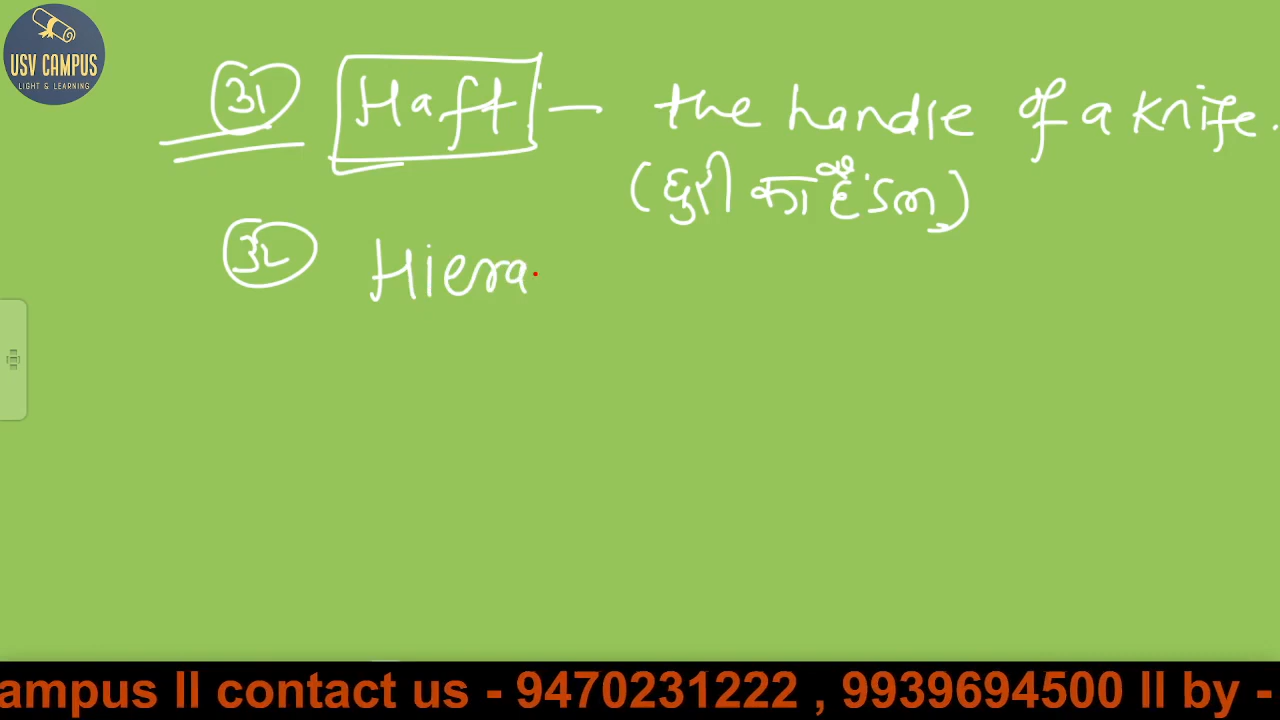 USV CAMPUS
LIGHT & LEARNING
31 Haft - the handle of a knife.
(छुरी का हैंडल)
32 Hiera
ampus II contact us - 9470231222 , 9939694500 II by -